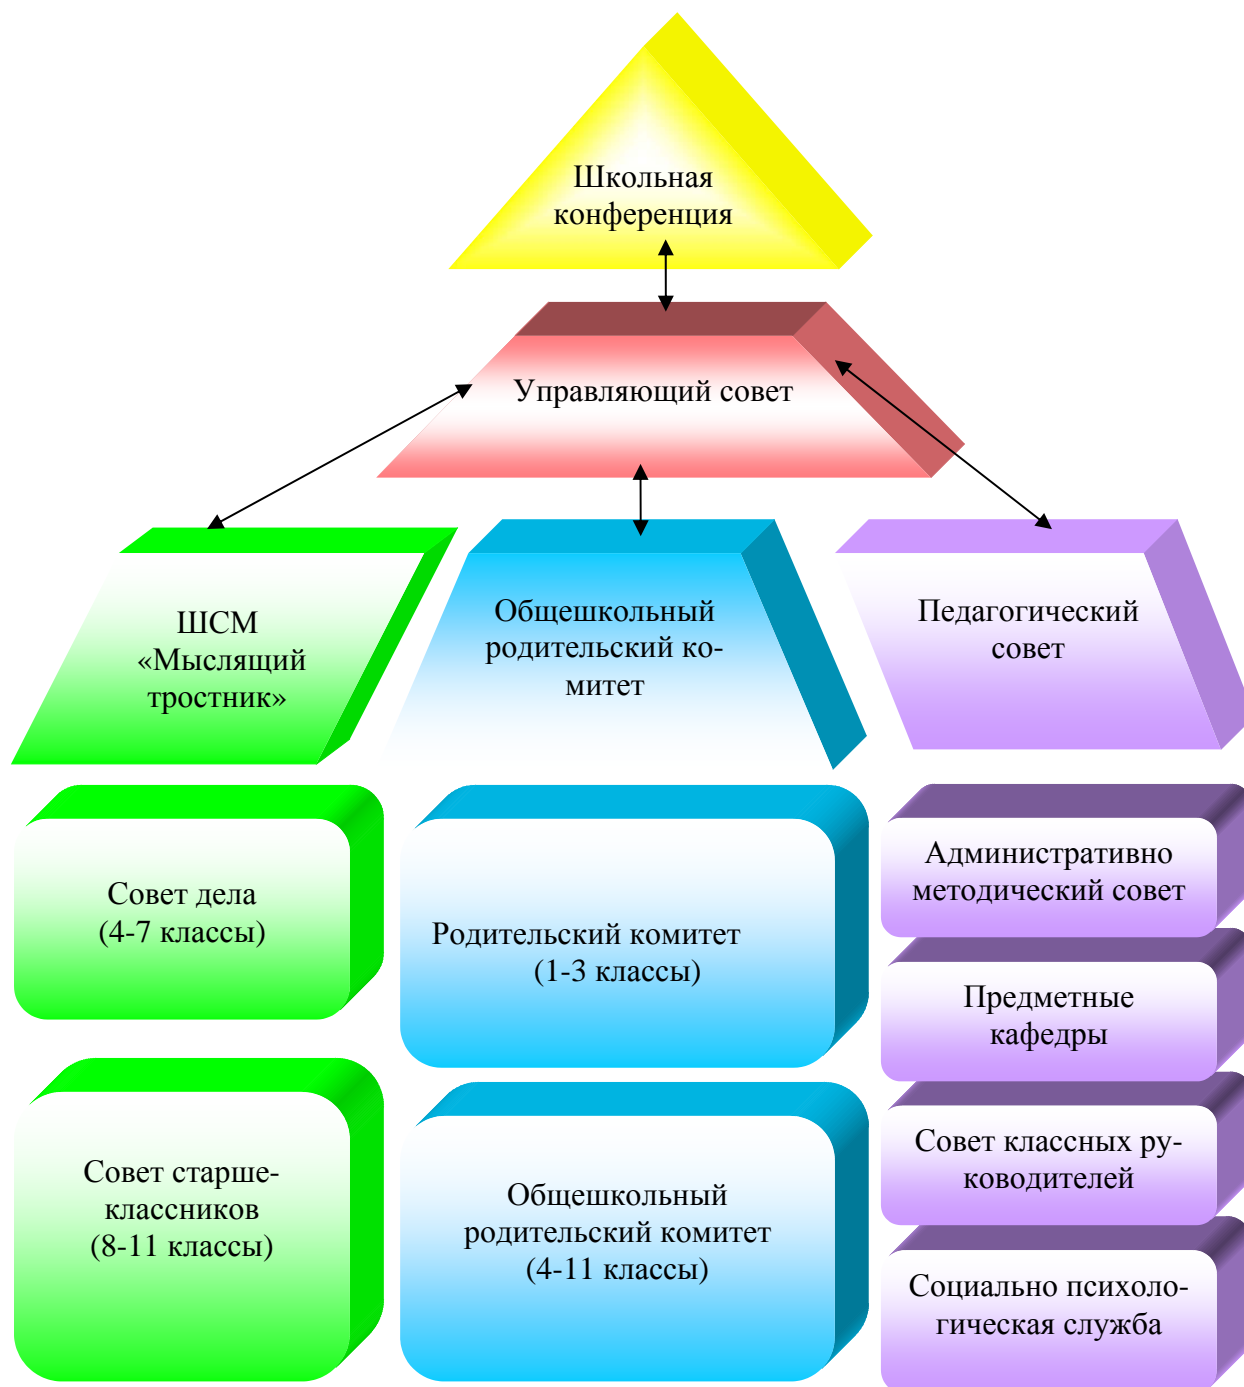 Школьная
конференция
Управляющий совет
ШСМ
«Мыслящий
тростник»
Общешкольный
родительский ко-
митет
Педагогический
совет
Совет дела
(4-7 классы)
Родительский комитет
(1-3 классы)
Административно
методический совет
Предметные
кафедры
Совет старше-
классников
(8-11 классы)
Общешкольный
родительский комитет
(4-11 классы)
Совет классных ру-
ководителей
Социально психоло-
гическая служба